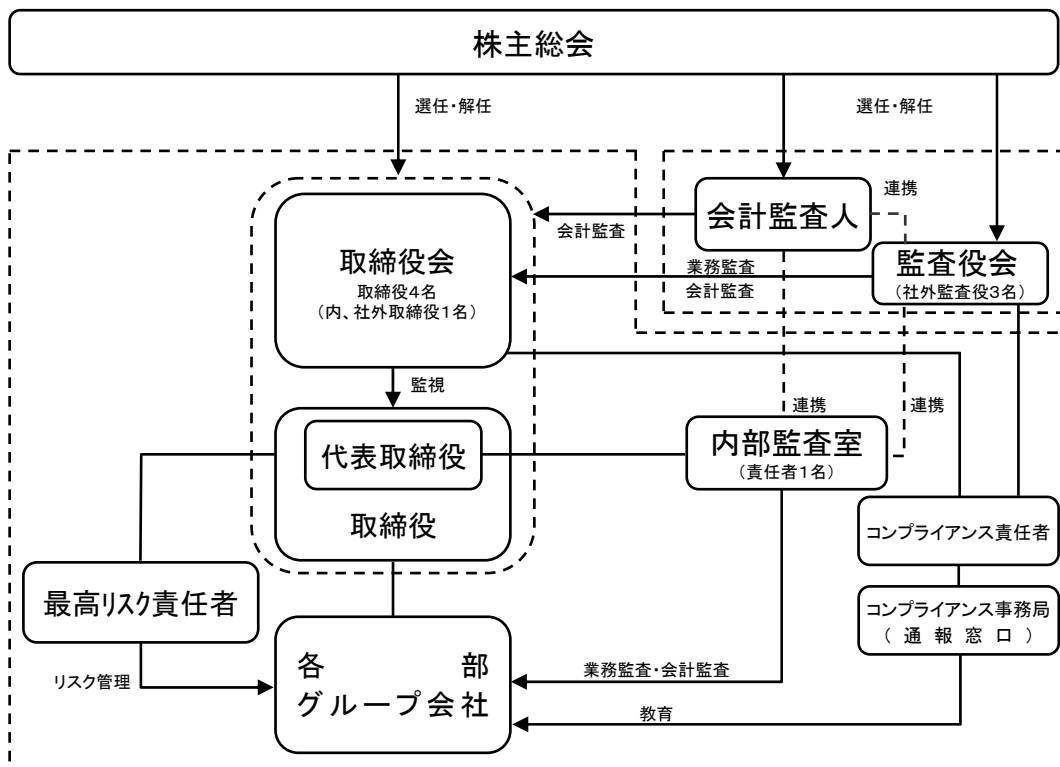 株主総会
選任・解任
選任・解任
会計監査人
連携
会計監査
取締役会
取締役4名
(内、社外取締役1名)
業務監査
会計監査
監査役会
(社外監査役3名)
監視
連携
連携
代表取締役
内部監査室
(責任者1名)
取締役
コンプライアンス責任者
最高リスク責任者
コンプライアンス事務局
(通報窓口)
各部
グループ会社
リスク管理
業務監査・会計監査
教育